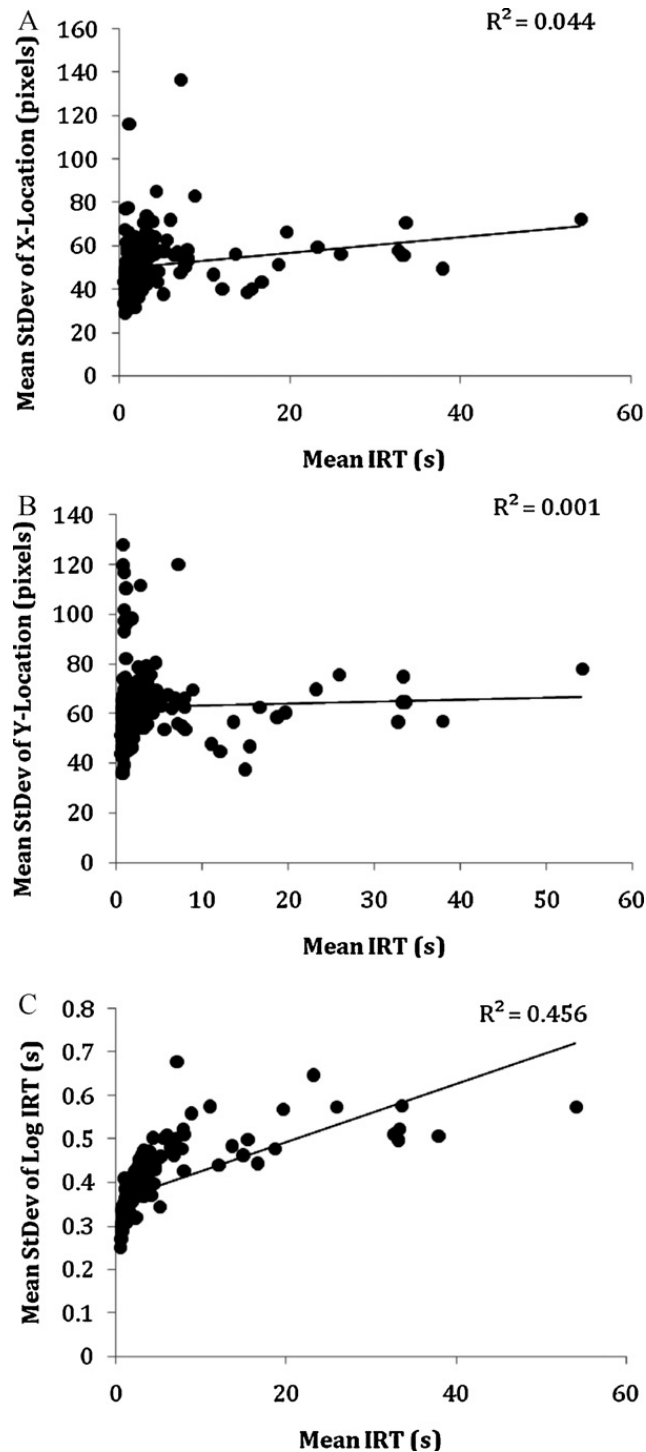 A
R² = 0.044
Mean StDev of X-Location (pixels)
160
140
120
100
80
60
40
20
0
0 20 40 60
Mean IRT (s)
B
R² = 0.001
Mean StDev of Y-Location (pixels)
140
120
100
80
60
40
20
0
0 10 20 30 40 50 60
Mean IRT (s)
C
R² = 0.456
Mean StDev of Log IRT (s)
0.8
0.7
0.6
0.5
0.4
0.3
0.2
0.1
0
0 20 40 60
Mean IRT (s)